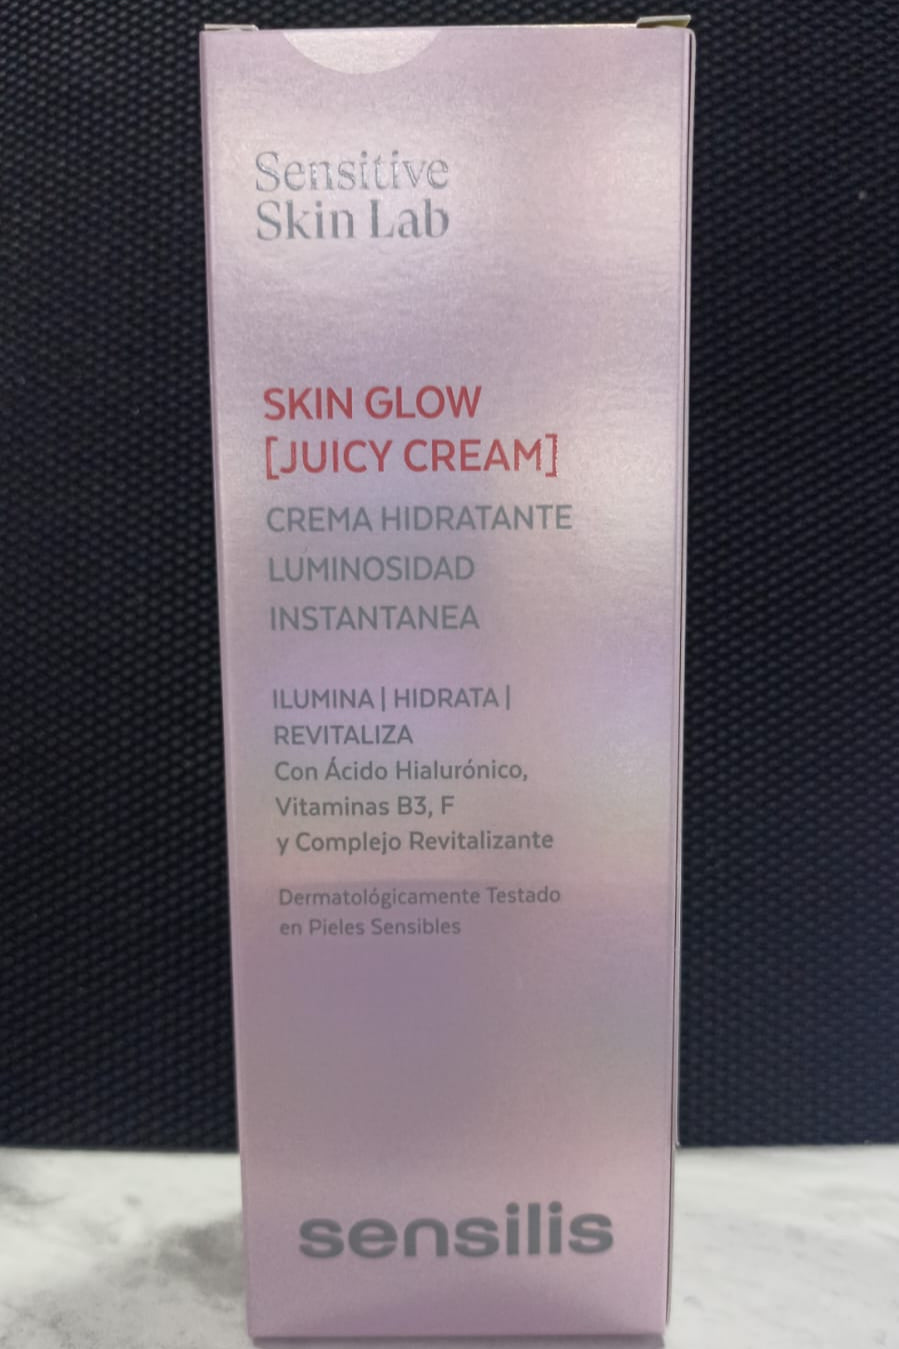 Sensitive
Skin Lab
SKIN GLOW
[JUICY CREAM]
CREMA HIDRATANTE
LUMINOSIDAD
INSTANTANEA
ILUMINA | HIDRATA |
REVITALIZA
Con Ácido Hialurónico,
Vitaminas B3, F
y Complejo Revitalizante
Dermatológicamente Testado
en Pieles Sensibles
sensilis